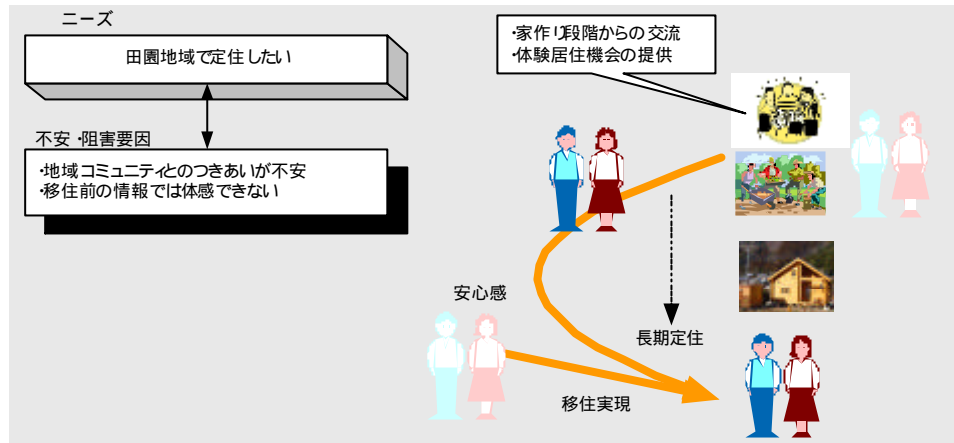 ニーズ
田園地域で定住したい
不安・阻害要因
・地域コミュニティとのつきあいが不安
・移住前の情報では体感できない
・家作り段階からの交流
・体験居住機会の提供
安心感
長期定住
移住実現